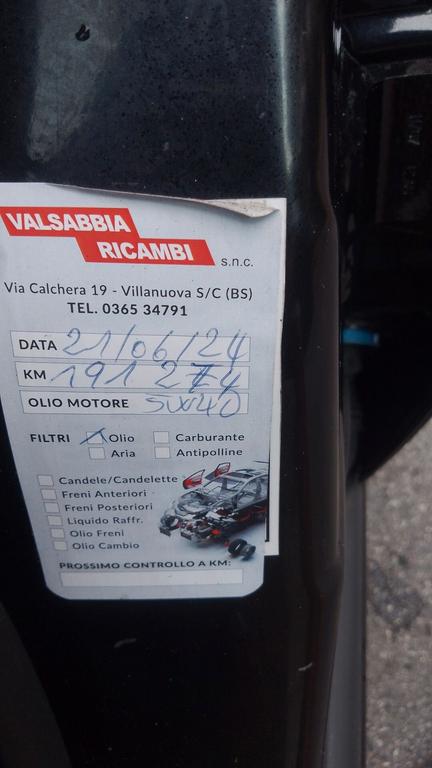 VALSABBIA
RICAMBI s.n.c.
Via Calchera 19 - Villanuova S/C (BS)
TEL. 0365 34791
DATA 21/06/24
KM 191 274
OLIO MOTORE 5W40
FILTRI Olio Carburante
Aria Antipolline
Candele/Candelette
Freni Anteriori
Freni Posteriori
Liquido Raffr.
Olio Freni
Olio Cambio
PROSSIMO CONTROLLO A KM: